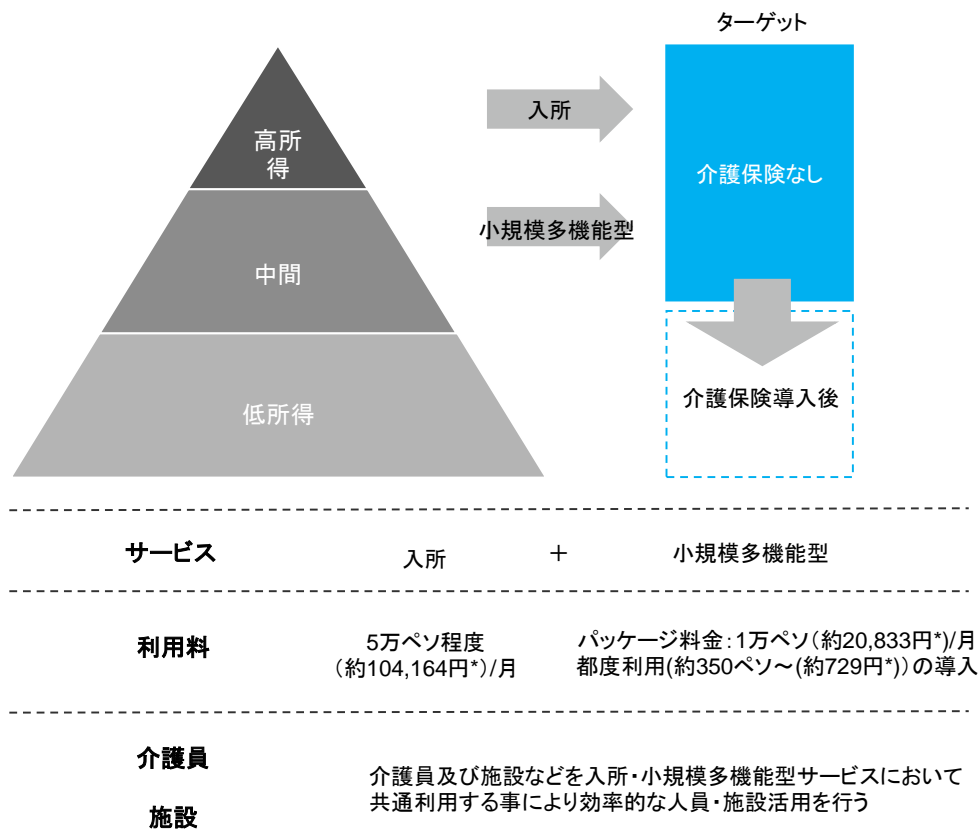 ターゲット
高所
得
中間
低所得
入所
小規模多機能型
介護保険なし
介護保険導入後
サービス
入所 + 小規模多機能型
利用料
5万ペソ程度
（約104,164円*）/月
パッケージ料金：1万ペソ（約20,833円*)/月
都度利用(約350ペソ～(約729円*)）の導入
介護員
施設
介護員及び施設などを入所・小規模多機能型サービスにおいて
共通利用する事により効率的な人員・施設活用を行う